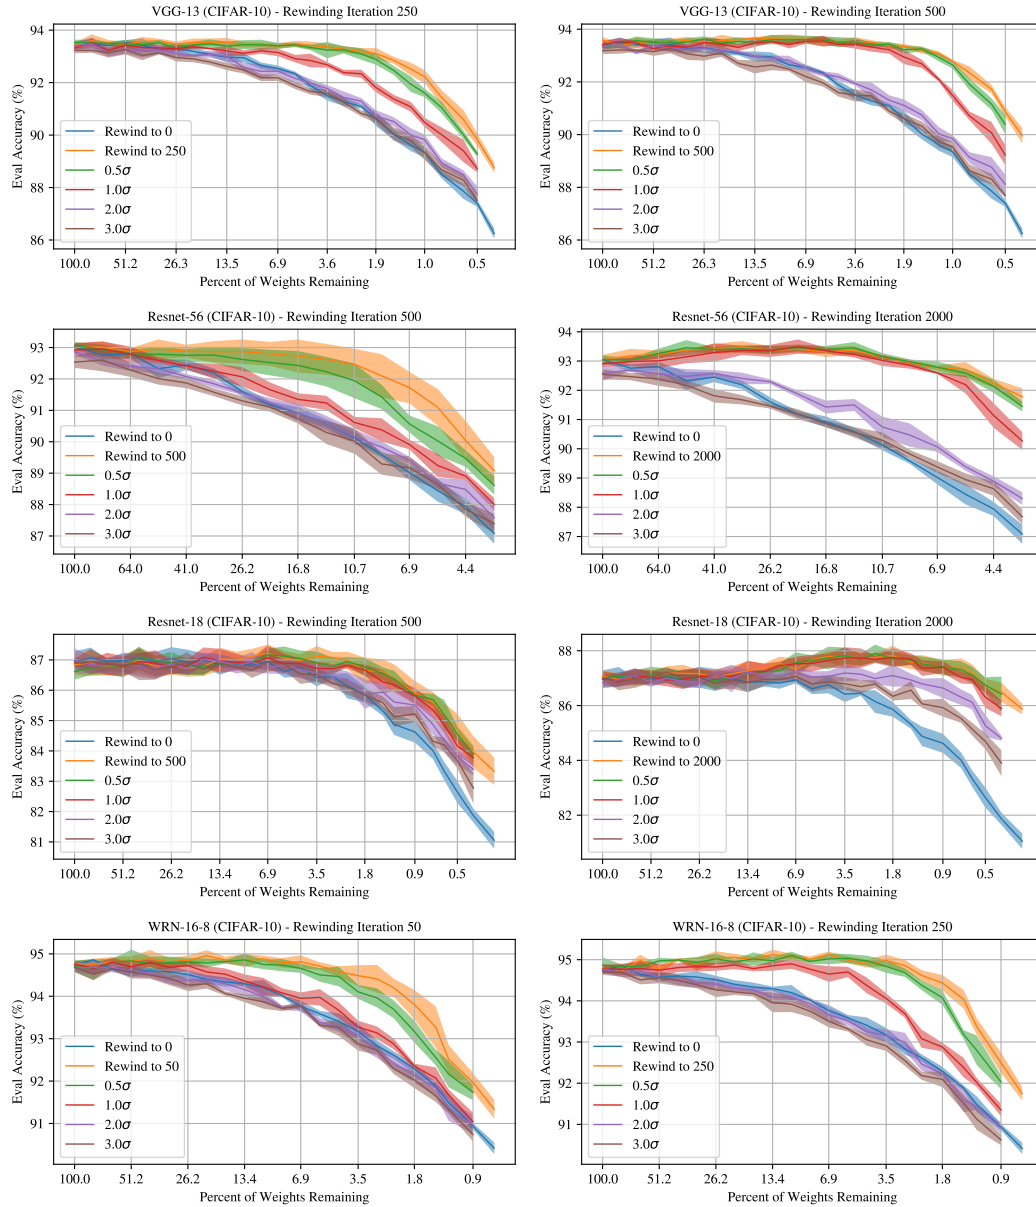 VGG-13 (CIFAR-10) - Rewinding Iteration 250
Eval Accuracy (%)
94
92
90
88
86
Rewind to 0
Rewind to 250
0.5σ
1.0σ
2.0σ
3.0σ
100.0 51.2 26.3 13.5 6.9 3.6 1.9 1.0 0.5
Percent of Weights Remaining
VGG-13 (CIFAR-10) - Rewinding Iteration 500
Eval Accuracy (%)
94
92
90
88
86
Rewind to 0
Rewind to 500
0.5σ
1.0σ
2.0σ
3.0σ
100.0 51.2 26.3 13.5 6.9 3.6 1.9 1.0 0.5
Percent of Weights Remaining
Resnet-56 (CIFAR-10) - Rewinding Iteration 500
Eval Accuracy (%)
93
92
91
90
89
88
87
Rewind to 0
Rewind to 500
0.5σ
1.0σ
2.0σ
3.0σ
100.0 64.0 41.0 26.2 16.8 10.7 6.9 4.4
Percent of Weights Remaining
Resnet-56 (CIFAR-10) - Rewinding Iteration 2000
Eval Accuracy (%)
94
93
92
91
90
89
88
87
Rewind to 0
Rewind to 2000
0.5σ
1.0σ
2.0σ
3.0σ
100.0 64.0 41.0 26.2 16.8 10.7 6.9 4.4
Percent of Weights Remaining
Resnet-18 (CIFAR-10) - Rewinding Iteration 500
Eval Accuracy (%)
87
86
85
84
83
82
81
Rewind to 0
Rewind to 500
0.5σ
1.0σ
2.0σ
3.0σ
100.0 51.2 26.2 13.4 6.9 3.5 1.8 0.9 0.5
Percent of Weights Remaining
Resnet-18 (CIFAR-10) - Rewinding Iteration 2000
Eval Accuracy (%)
88
86
84
82
Rewind to 0
Rewind to 2000
0.5σ
1.0σ
2.0σ
3.0σ
100.0 51.2 26.2 13.4 6.9 3.5 1.8 0.9 0.5
Percent of Weights Remaining
WRN-16-8 (CIFAR-10) - Rewinding Iteration 50
Eval Accuracy (%)
95
94
93
92
91
Rewind to 0
Rewind to 50
0.5σ
1.0σ
2.0σ
3.0σ
100.0 51.2 26.2 13.4 6.9 3.5 1.8 0.9
Percent of Weights Remaining
WRN-16-8 (CIFAR-10) - Rewinding Iteration 250
Eval Accuracy (%)
95
94
93
92
91
Rewind to 0
Rewind to 250
0.5σ
1.0σ
2.0σ
3.0σ
100.0 51.2 26.2 13.4 6.9 3.5 1.8 0.9
Percent of Weights Remaining